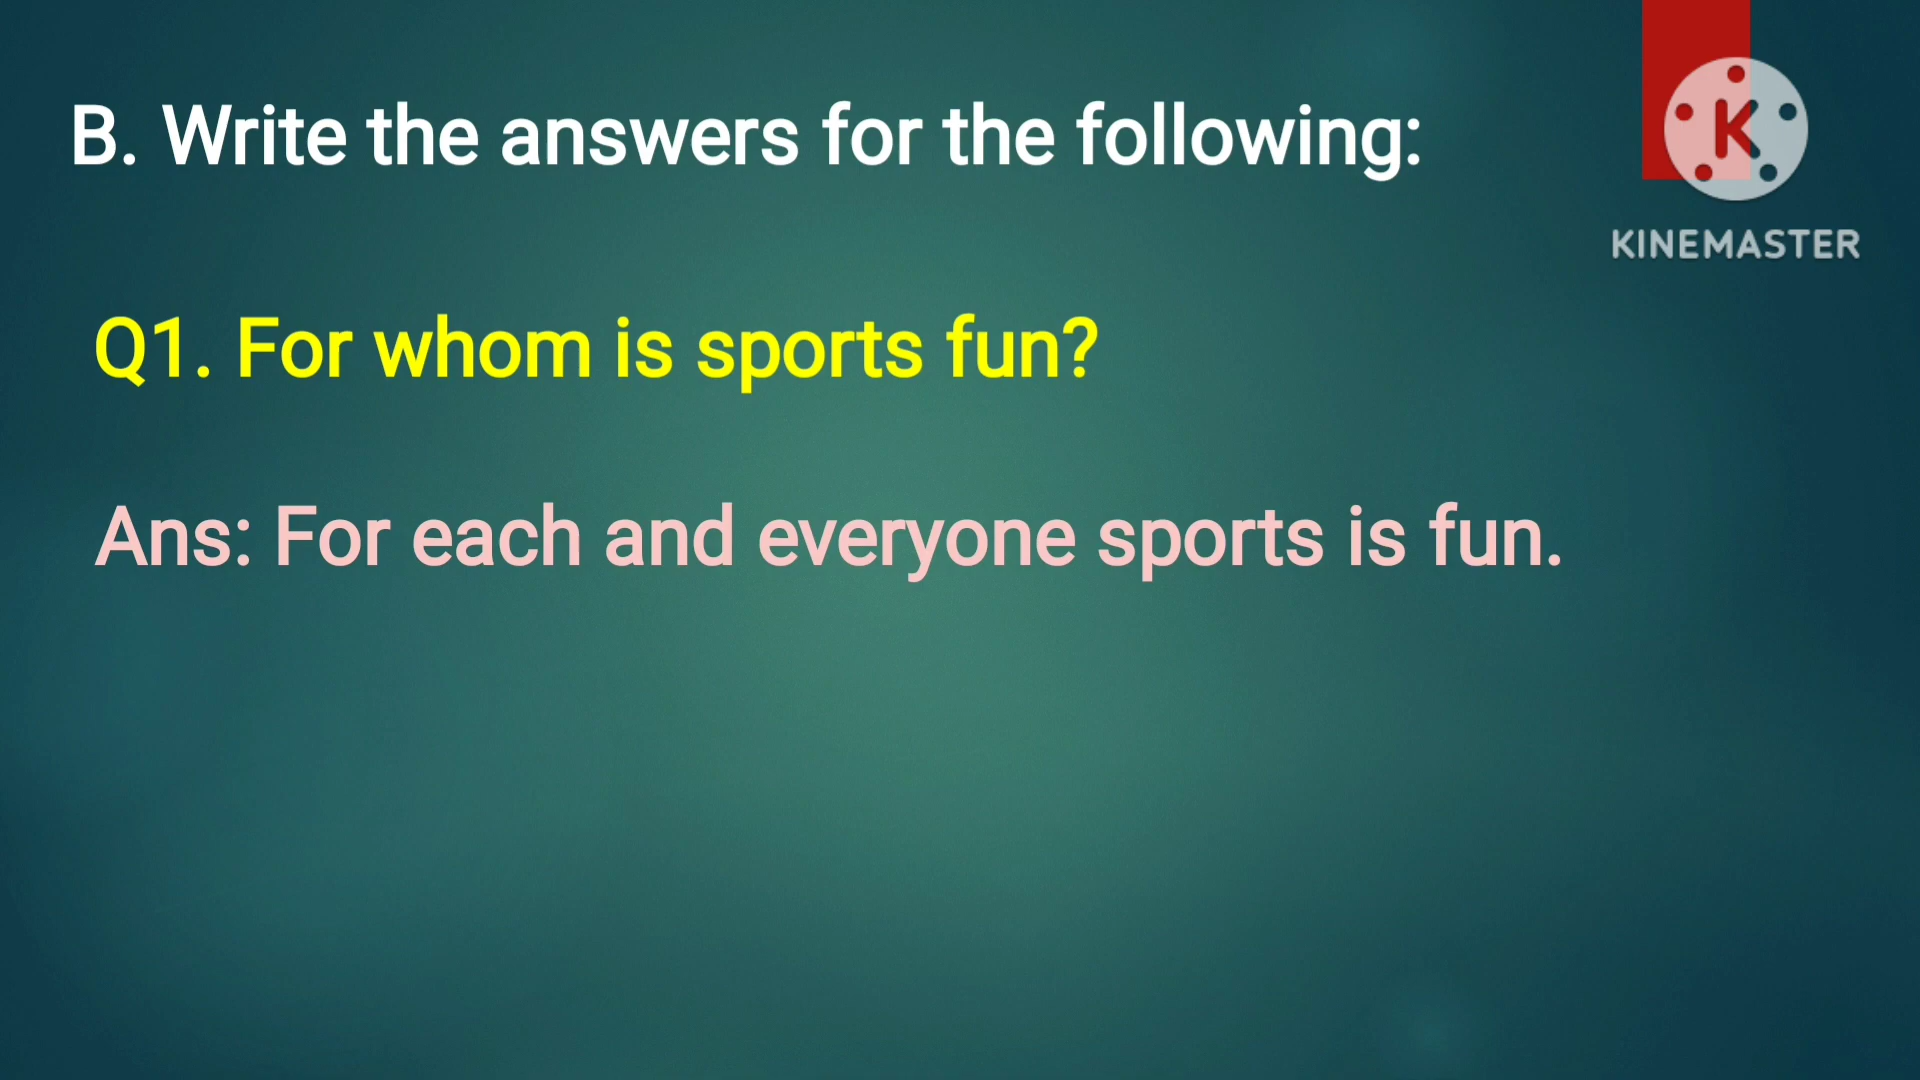 B. Write the answers for the following:
K
KINEMASTER
Q1. For whom is sports fun?
Ans: For each and everyone sports is fun.